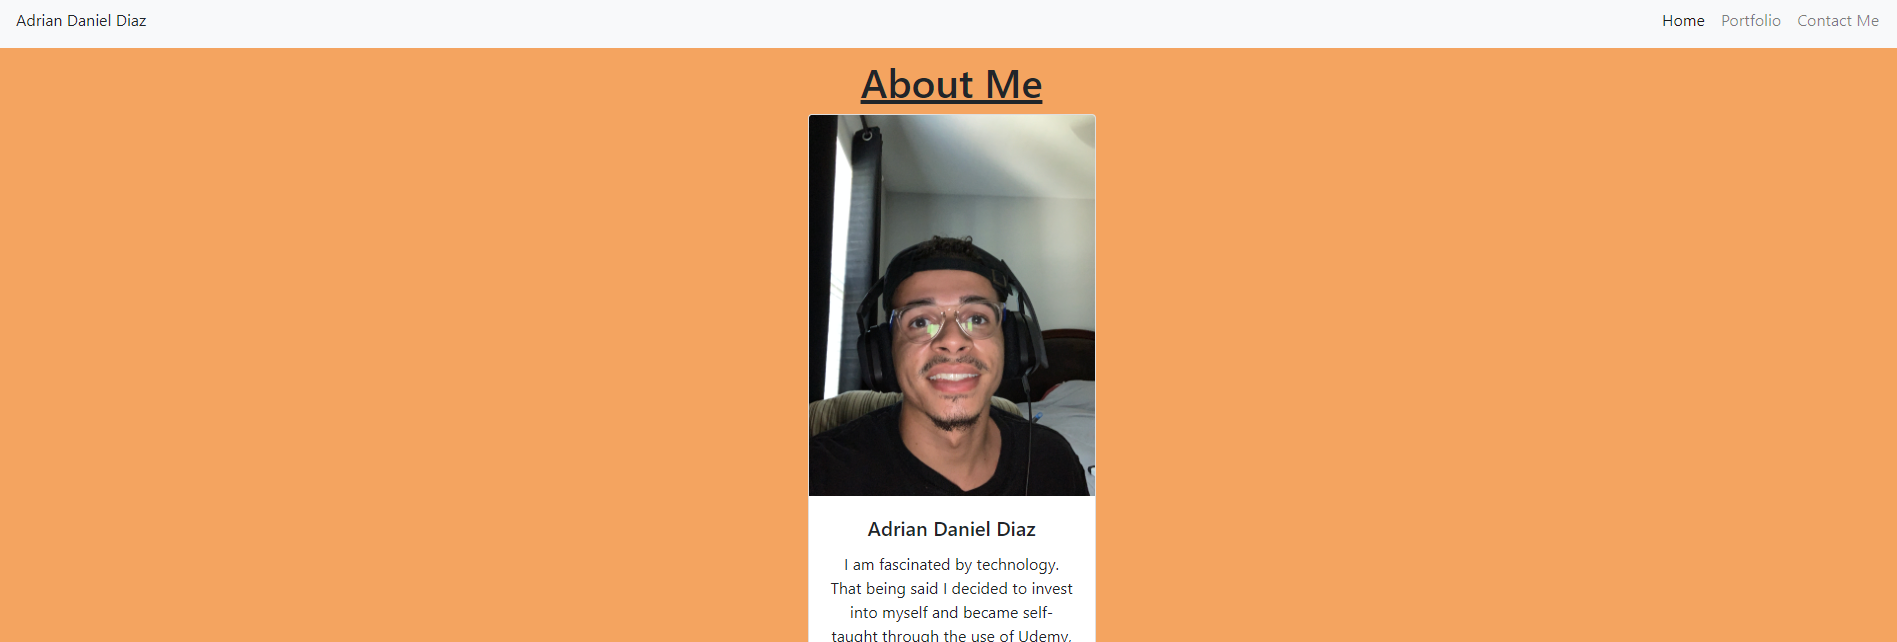 Adrian Daniel Diaz
Home Portfolio Contact Me
About Me
Adrian Daniel Diaz
I am fascinated by technology.
That being said I decided to invest
into myself and became self-
taught through the use of Udemy,